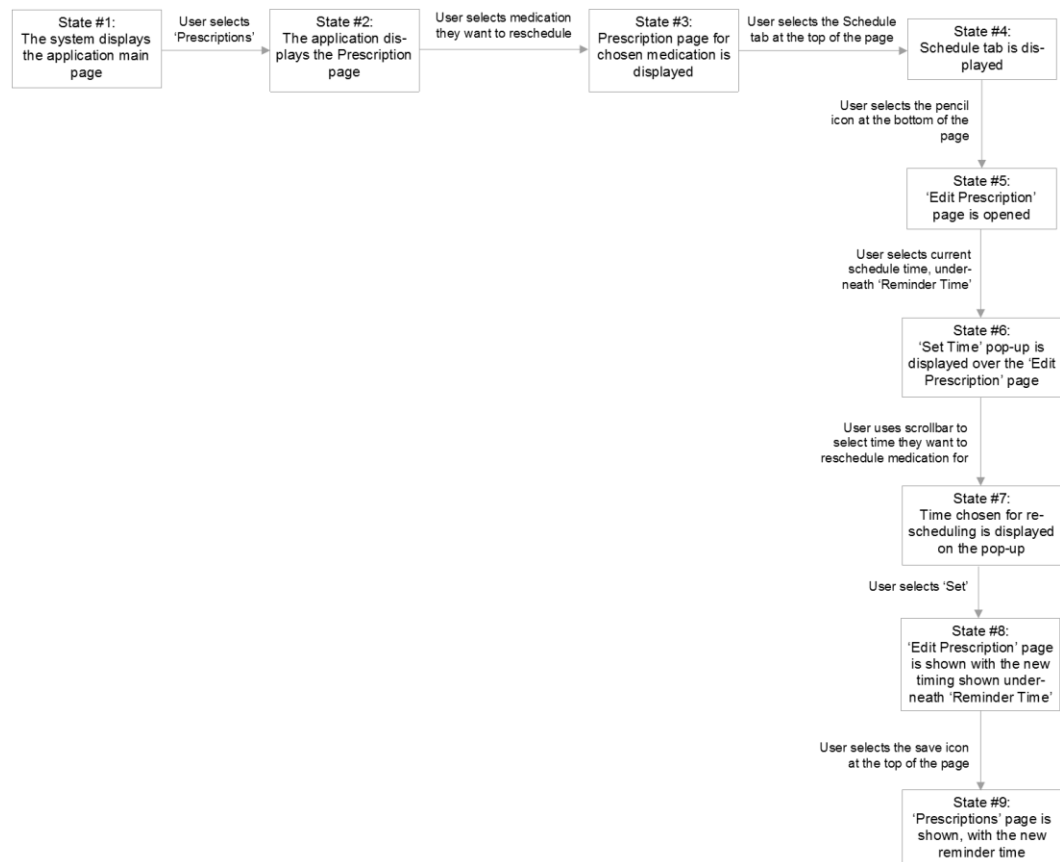 State #1:
The system displays
the application main
page
User selects
‘Prescriptions’
State #2:
The application dis-
plays the Prescription
page
User selects medication
they want to reschedule
State #3:
Prescription page for
chosen medication is
displayed
User selects the Schedule
tab at the top of the page
State #4:
Schedule tab is dis-
played
User selects the pencil
icon at the bottom of the
page
State #5:
‘Edit Prescription’
page is opened
User selects current
schedule time, under-
neath ‘Reminder Time’
State #6:
‘Set Time’ pop-up is
displayed over the ‘Edit
Prescription’ page
User uses scrollbar to
select time they want to
reschedule medication for
State #7:
Time chosen for re-
scheduling is displayed
on the pop-up
User selects ‘Set’
State #8:
‘Edit Prescription’ page
is shown with the new
timing shown under-
neath ‘Reminder Time’
User selects the save icon
at the top of the page
State #9:
‘Prescriptions’ page is
shown, with the new
reminder time